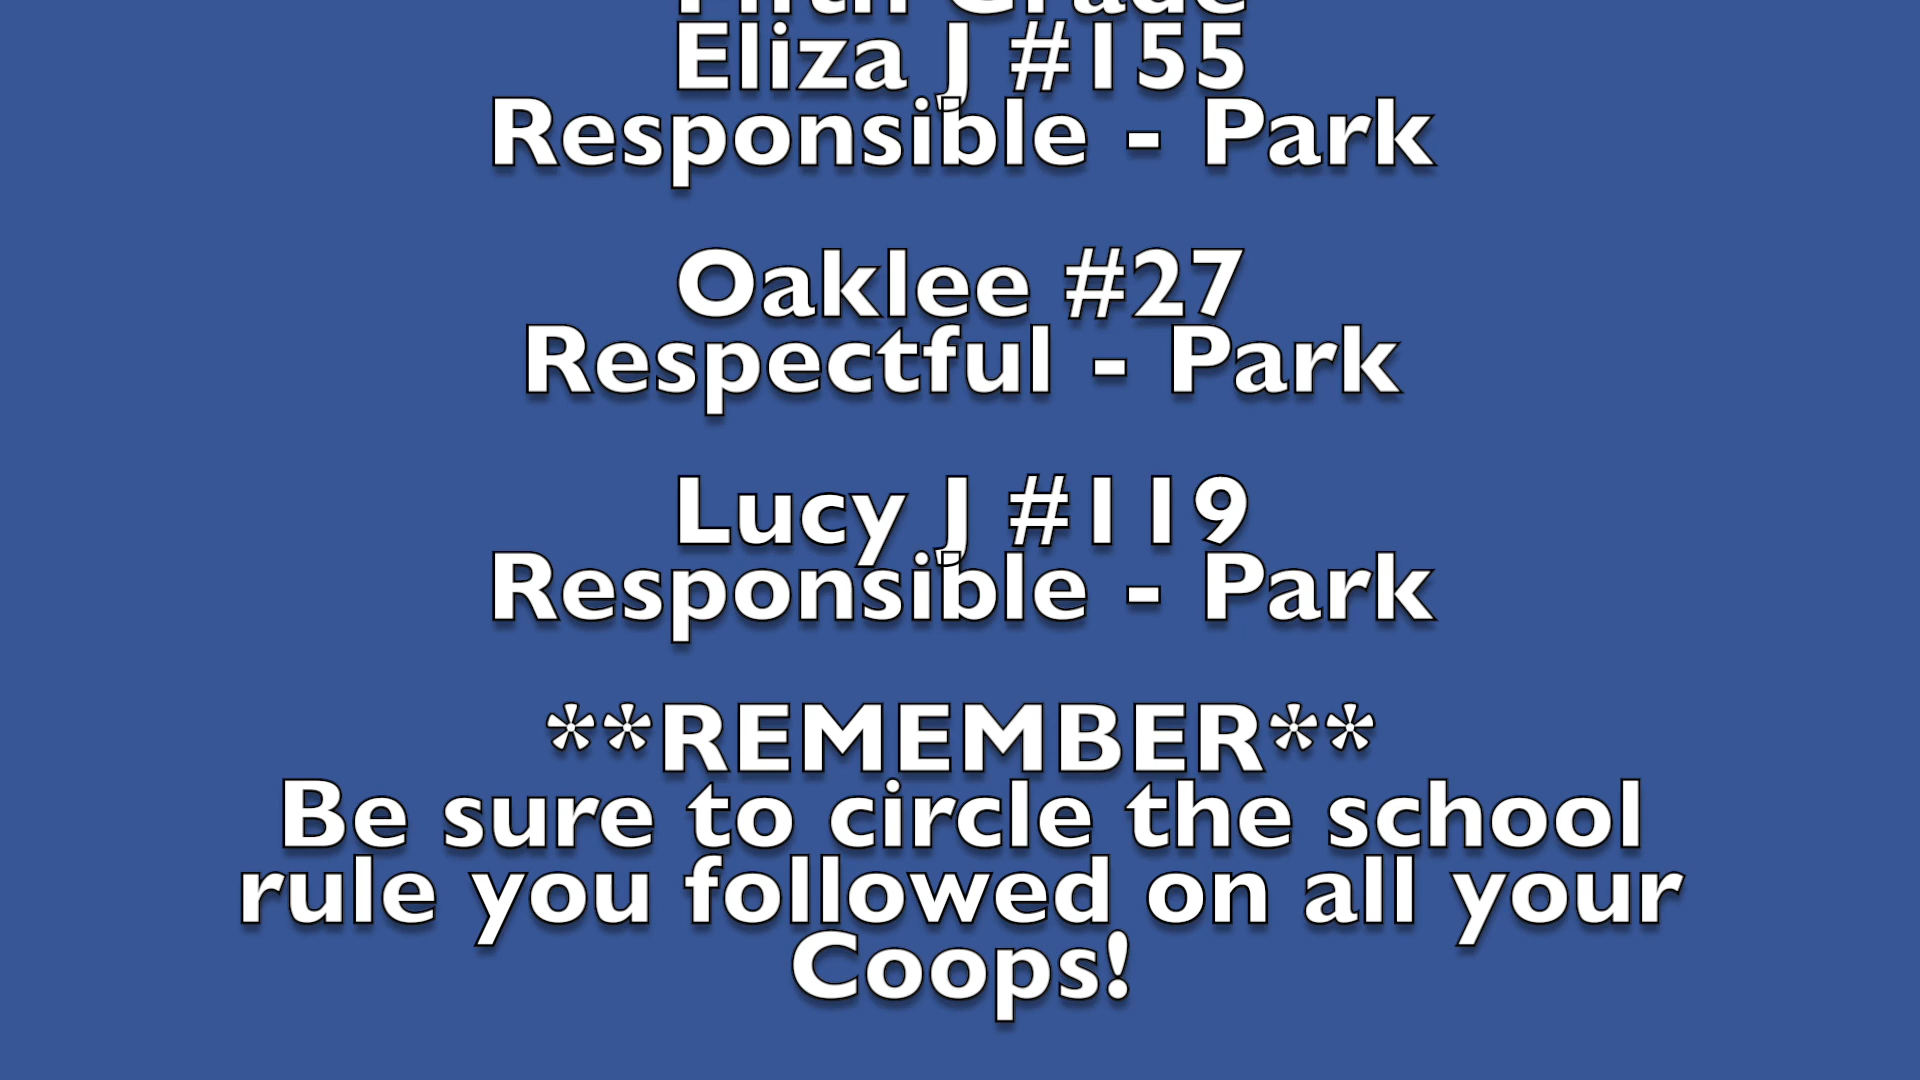 Fifth Grade
Eliza J #155
Responsible - Park
Oaklee #27
Respectful - Park
Lucy J #119
Responsible - Park
**REMEMBER**
Be sure to circle the school
rule you followed on all your
Coops!